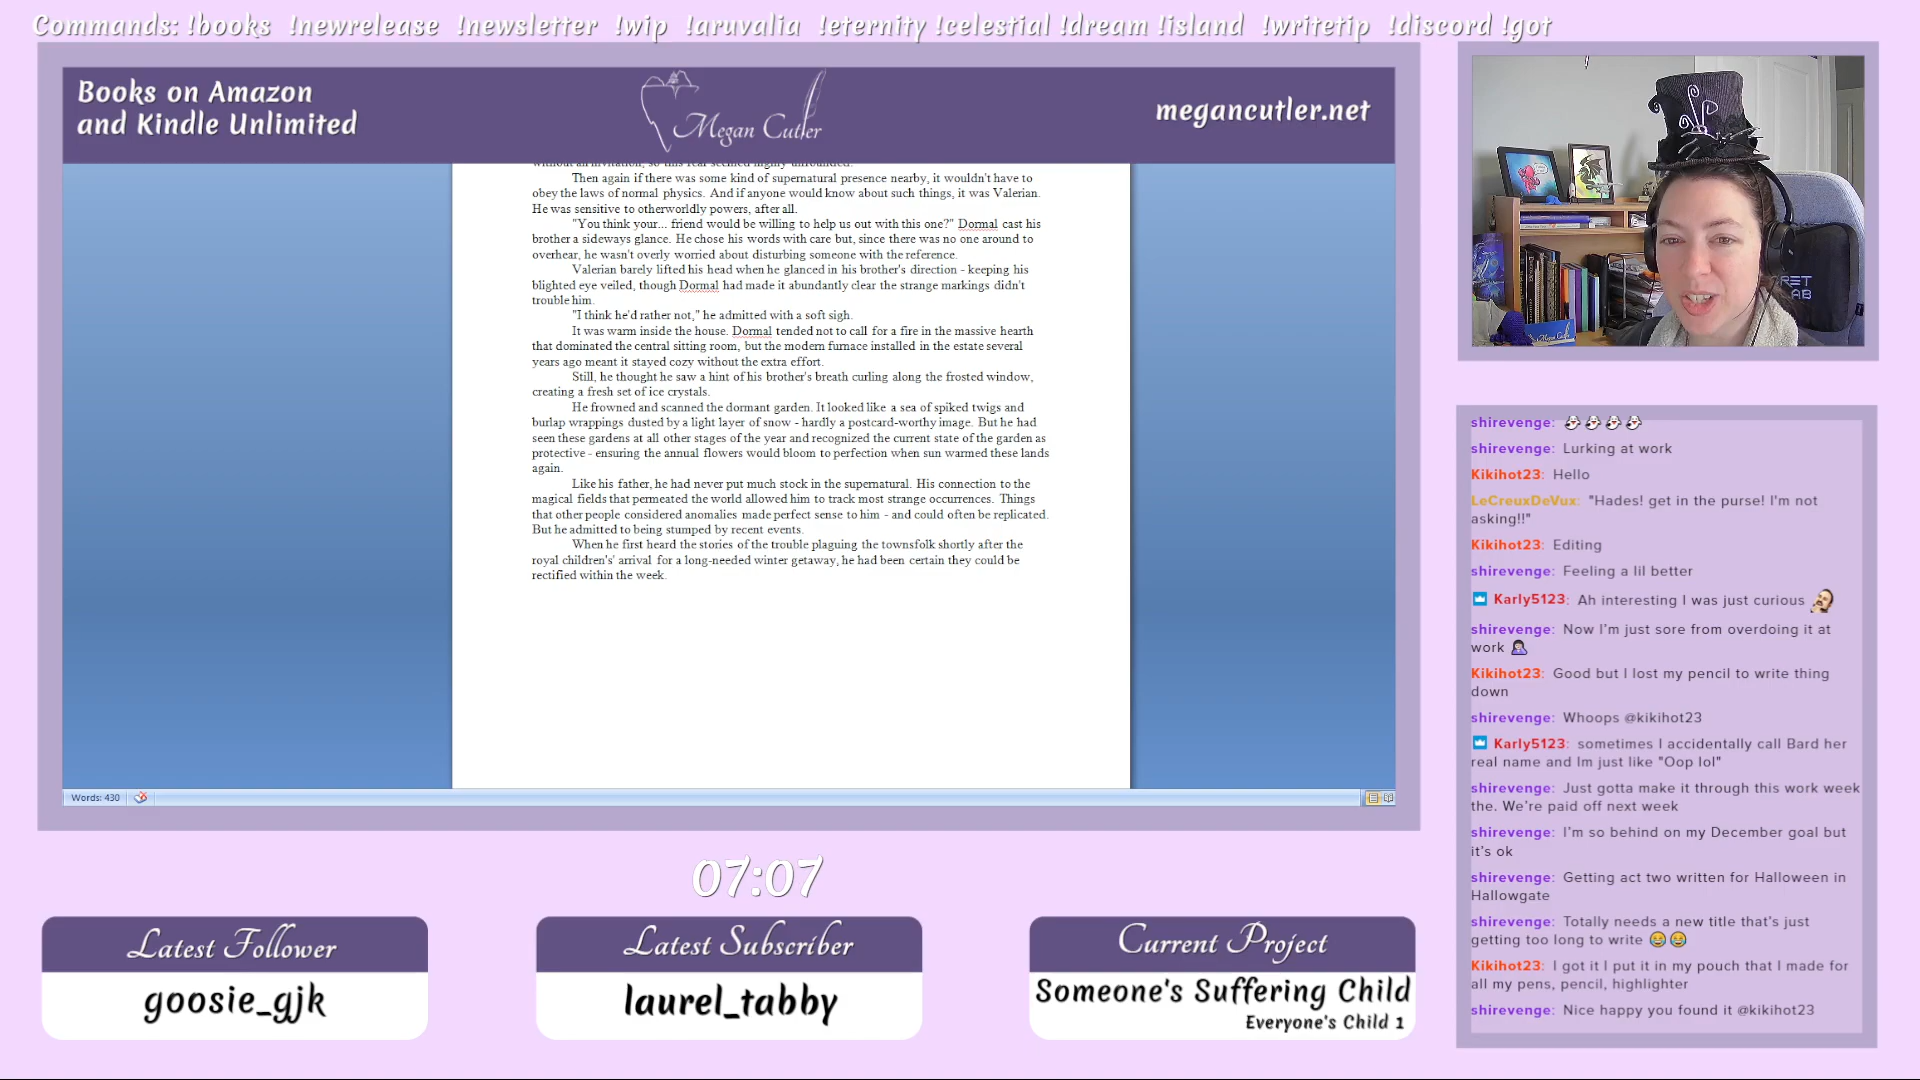 Commands: !books !newrelease !newsletter !wip !aruvalia !eternity !celestial !dream !island !writetip !discord !got
Books on Amazon
and Kindle Unlimited
Megan Cutler
megancutler.net
without an invitation, so this fear seemed highly unfounded.
Then again if there was some kind of supernatural presence nearby, it wouldn't have to
obey the laws of normal physics. And if anyone would know about such things, it was Valerian.
He was sensitive to otherworldly powers, after all.
"You think your... friend would be willing to help us out with this one?" Dormal cast his
brother a sideways glance. He chose his words with care but, since there was no one around to
overhear, he wasn't overly worried about disturbing someone with the reference.
Valerian barely lifted his head when he glanced in his brother's direction - keeping his
blighted eye veiled, though Dormal had made it abundantly clear the strange markings didn't
trouble him.
"I think he'd rather not," he admitted with a soft sigh.
It was warm inside the house. Dormal tended not to call for a fire in the massive hearth
that dominated the central sitting room, but the modern furnace installed in the estate several
years ago meant it stayed cozy without the extra effort.
Still, he thought he saw a hint of his brother's breath curling along the frosted window,
creating a fresh set of ice crystals.
He frowned and scanned the dormant garden. It looked like a sea of spiked twigs and
burlap wrappings dusted by a light layer of snow - hardly a postcard-worthy image. But he had
seen these gardens at all other stages of the year and recognized the current state of the garden as
protective - ensuring the annual flowers would bloom to perfection when sun warmed these lands
again.
Like his father, he had never put much stock in the supernatural. His connection to the
magical fields that permeated the world allowed him to track most strange occurrences. Things
that other people considered anomalies made perfect sense to him - and could often be replicated.
But he admitted to being stumped by recent events.
When he first heard the stories of the trouble plaguing the townsfolk shortly after the
royal children's' arrival for a long-needed winter getaway, he had been certain they could be
rectified within the week.
Words: 430
07:07
Latest Follower
goosie_gjk
Latest Subscriber
laurel_tabby
Current Project
Someone's Suffering Child
Everyone's Child 1
shirevenge:
shirevenge: Lurking at work
Kikihot23: Hello
LeCreuxDeVux: "Hades! get in the purse! I'm not
asking!!"
Kikihot23: Editing
shirevenge: Feeling a lil better
Karly5123: Ah interesting I was just curious
shirevenge: Now I'm just sore from overdoing it at
work
Kikihot23: Good but I lost my pencil to write thing
down
shirevenge: Whoops @kikihot23
Karly5123: sometimes I accidentally call Bard her
real name and Im just like "Oop lol"
shirevenge: Just gotta make it through this work week
the. We're paid off next week
shirevenge: I'm so behind on my December goal but
it's ok
shirevenge: Getting act two written for Halloween in
Hallowgate
shirevenge: Totally needs a new title that's just
getting too long to write
Kikihot23: I got it I put it in my pouch that I made for
all my pens, pencil, highlighter
shirevenge: Nice happy you found it @kikihot23